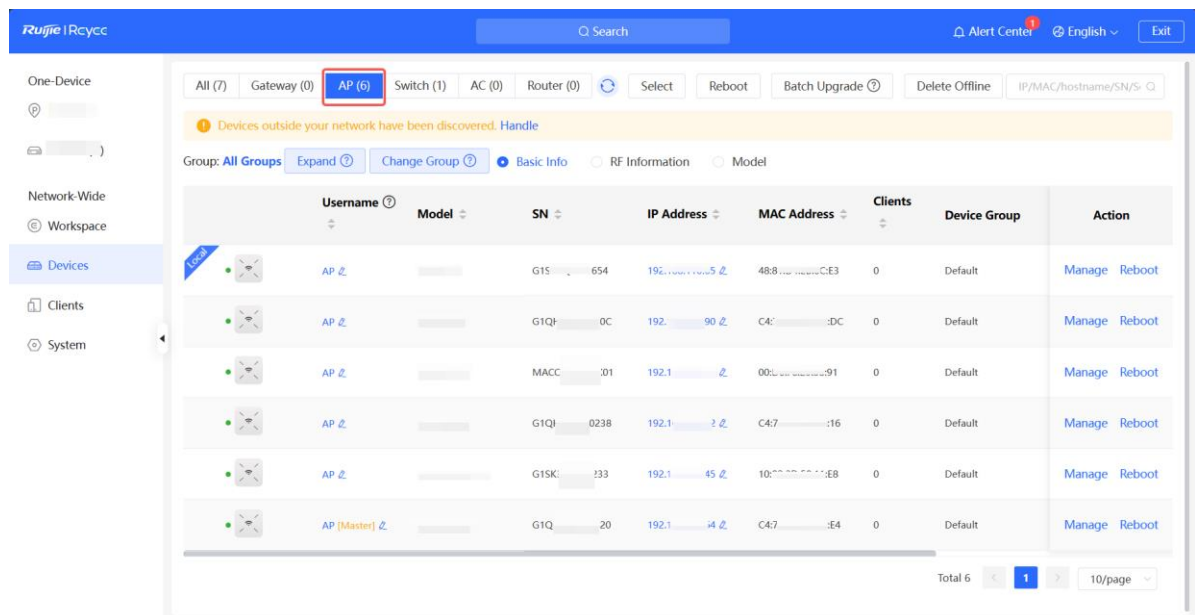 Ruijie | Rcycc
Search
Alert Center 1
English
Exit
One-Device
Network-Wide
Workspace
Devices
Clients
System
All (7) Gateway (0) AP (6) Switch (1) AC (0) Router (0) Select Reboot Batch Upgrade Delete Offline IP/MAC/hostname/SN/S
Devices outside your network have been discovered. Handle
Group: All Groups Expand Change Group Basic Info RF Information Model
Username Model SN IP Address MAC Address Clients Device Group Action
Local AP 654 0 Default Manage Reboot
AP 0C 192. 90 C4: :DC 0 Default Manage Reboot
AP MACC :01 192.1 00: :91 0 Default Manage Reboot
AP 0238 192.1 C4:7 :16 0 Default Manage Reboot
AP G1SK 233 192.1 45 10: :E8 0 Default Manage Reboot
AP [Master] G1Q 20 192.1 C4:7 :E4 0 Default Manage Reboot
Total 6 1 10/page